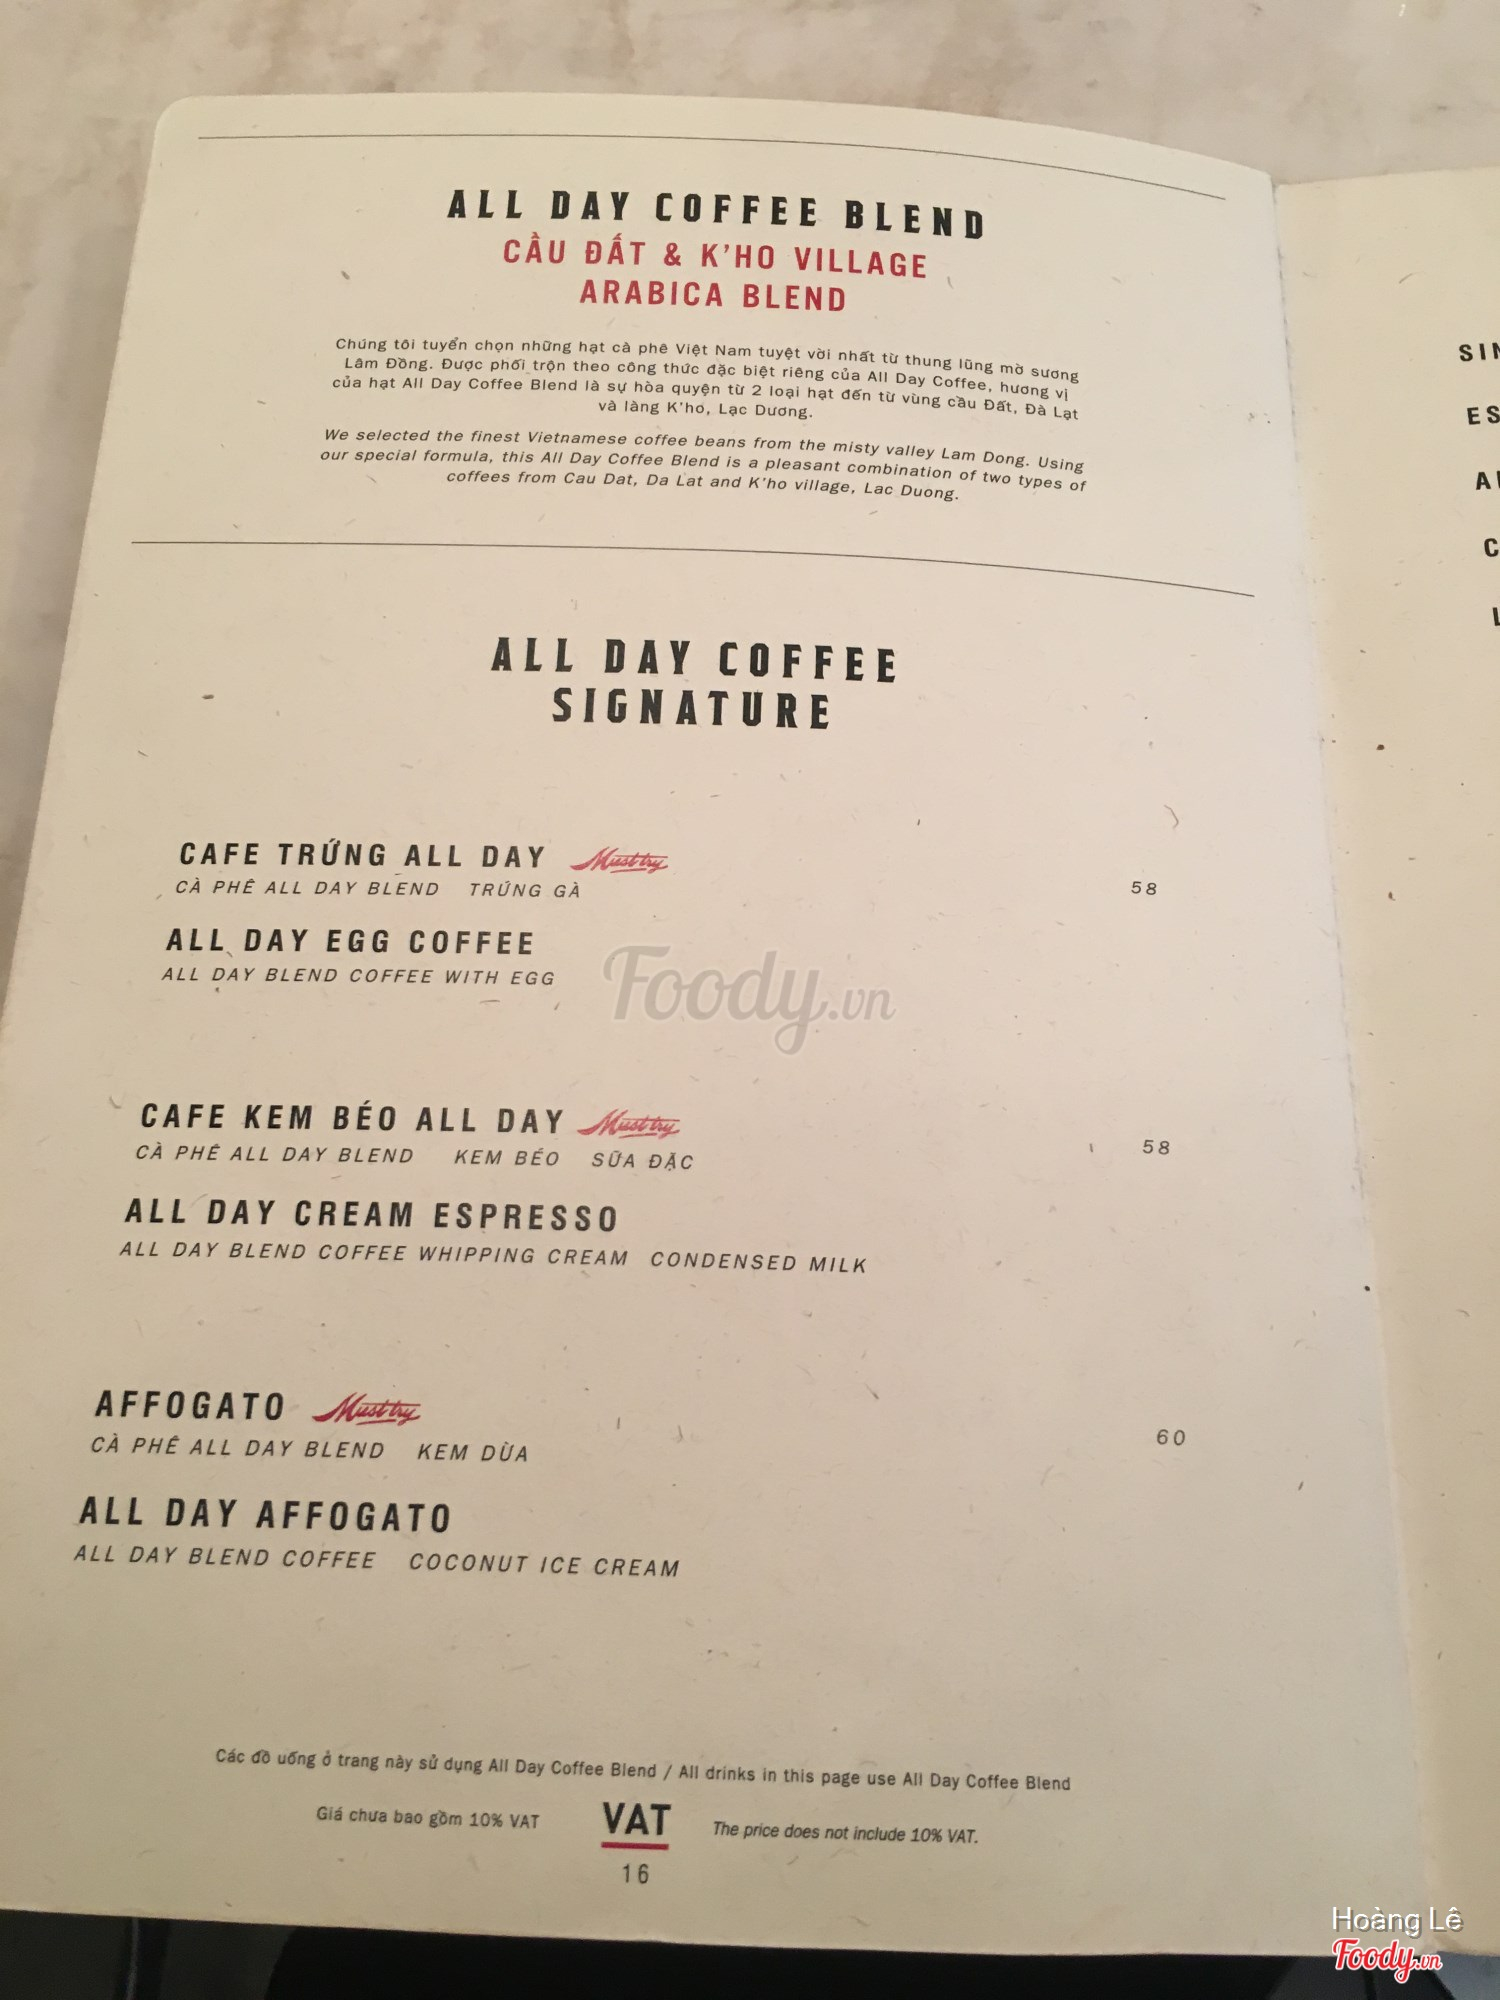 ALL DAY COFFEE BLEND
CẦU ĐẤT & K'HO VILLAGE
ARABICA BLEND
Chúng tôi tuyển chọn những hạt cà phê Việt Nam tuyệt vời nhất từ thung lũng mờ sương
Lâm Đồng. Được phối trộn theo công thức đặc biệt riêng của All Day Coffee, hương vị
của hạt All Day Coffee Blend là sự hòa quyện từ 2 loại hạt đến từ vùng cầu Đất, Đà Lạt
và làng K'ho, Lạc Dương.
We selected the finest Vietnamese coffee beans from the misty valley Lam Dong. Using
our special formula, this All Day Coffee Blend is a pleasant combination of two types of
coffees from Cau Dat, Da Lat and K'ho village, Lac Duong.
ALL DAY COFFEE
SIGNATURE
CAFE TRỨNG ALL DAY Must try
CÀ PHÊ ALL DAY BLEND TRỨNG GÀ 58
ALL DAY EGG COFFEE
ALL DAY BLEND COFFEE WITH EGG
Foody.vn
CAFE KEM BÉO ALL DAY Must try
CÀ PHÊ ALL DAY BLEND KEM BÉO SỮA ĐẶC 58
ALL DAY CREAM ESPRESSO
ALL DAY BLEND COFFEE WHIPPING CREAM CONDENSED MILK
AFFOGATO Must try
CÀ PHÊ ALL DAY BLEND KEM DỪA 60
ALL DAY AFFOGATO
ALL DAY BLEND COFFEE COCONUT ICE CREAM
Các đồ uống ở trang này sử dụng All Day Coffee Blend / All drinks in this page use All Day Coffee Blend
Giá chưa bao gồm 10% VAT VAT The price does not include 10% VAT.
16
Hoàng Lê
Foody.vn